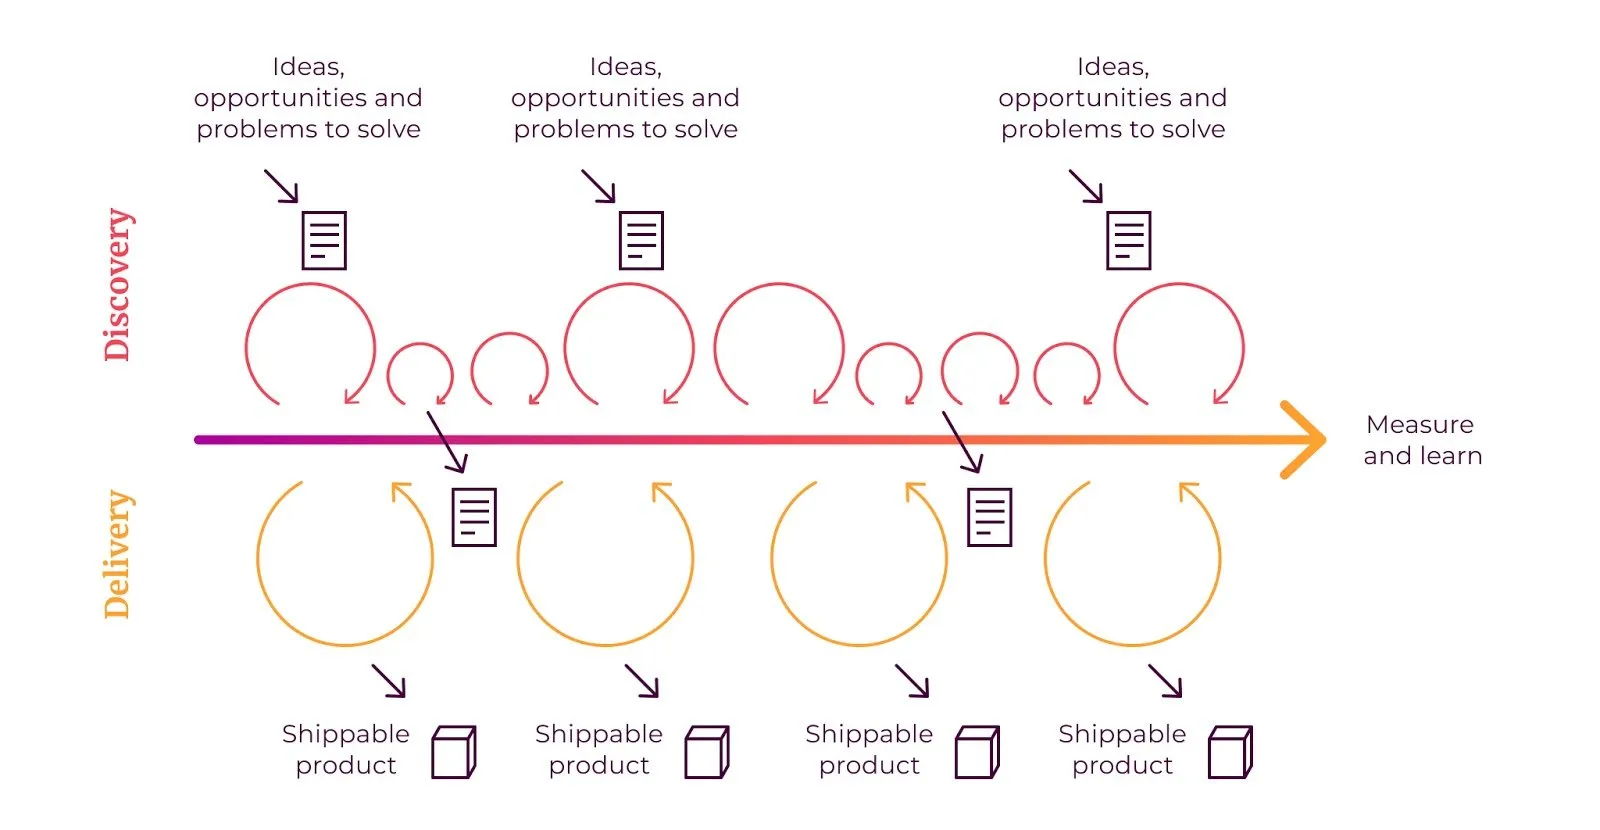 Ideas,
opportunities and
problems to solve
Ideas,
opportunities and
problems to solve
Ideas,
opportunities and
problems to solve
Discovery
Measure
and learn
Delivery
Shippable
product
Shippable
product
Shippable
product
Shippable
product